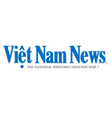 Việt Nam News
THE NATIONAL ENGLISH LANGUAGE DAILY